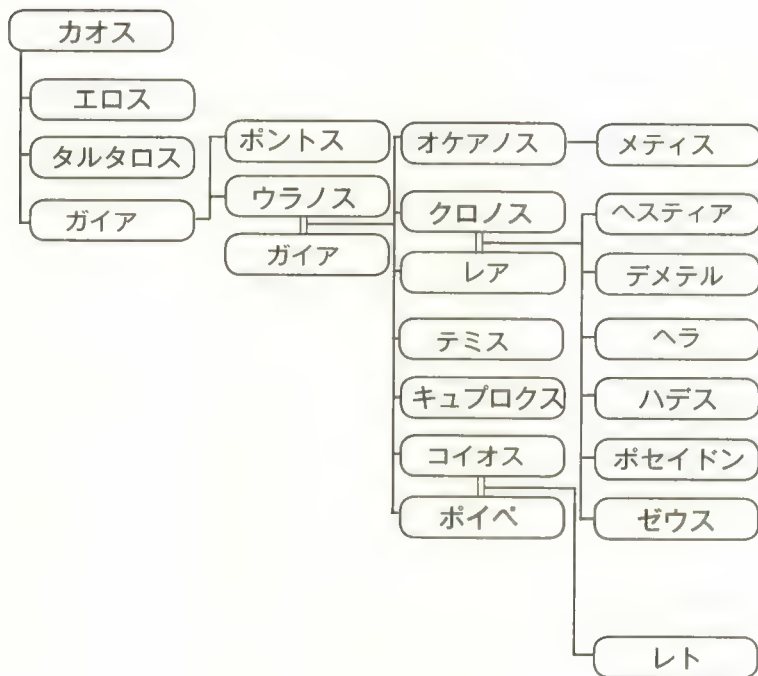 カオス
エロス
タルタロス
ガイア
ポントス
ウラノス
ガイア
オケアノス
クロノス
レア
テミス
キュプロクス
コイオス
ポイペ
メティス
ヘスティア
デメテル
ヘラ
ハデス
ポセイドン
ゼウス
レト